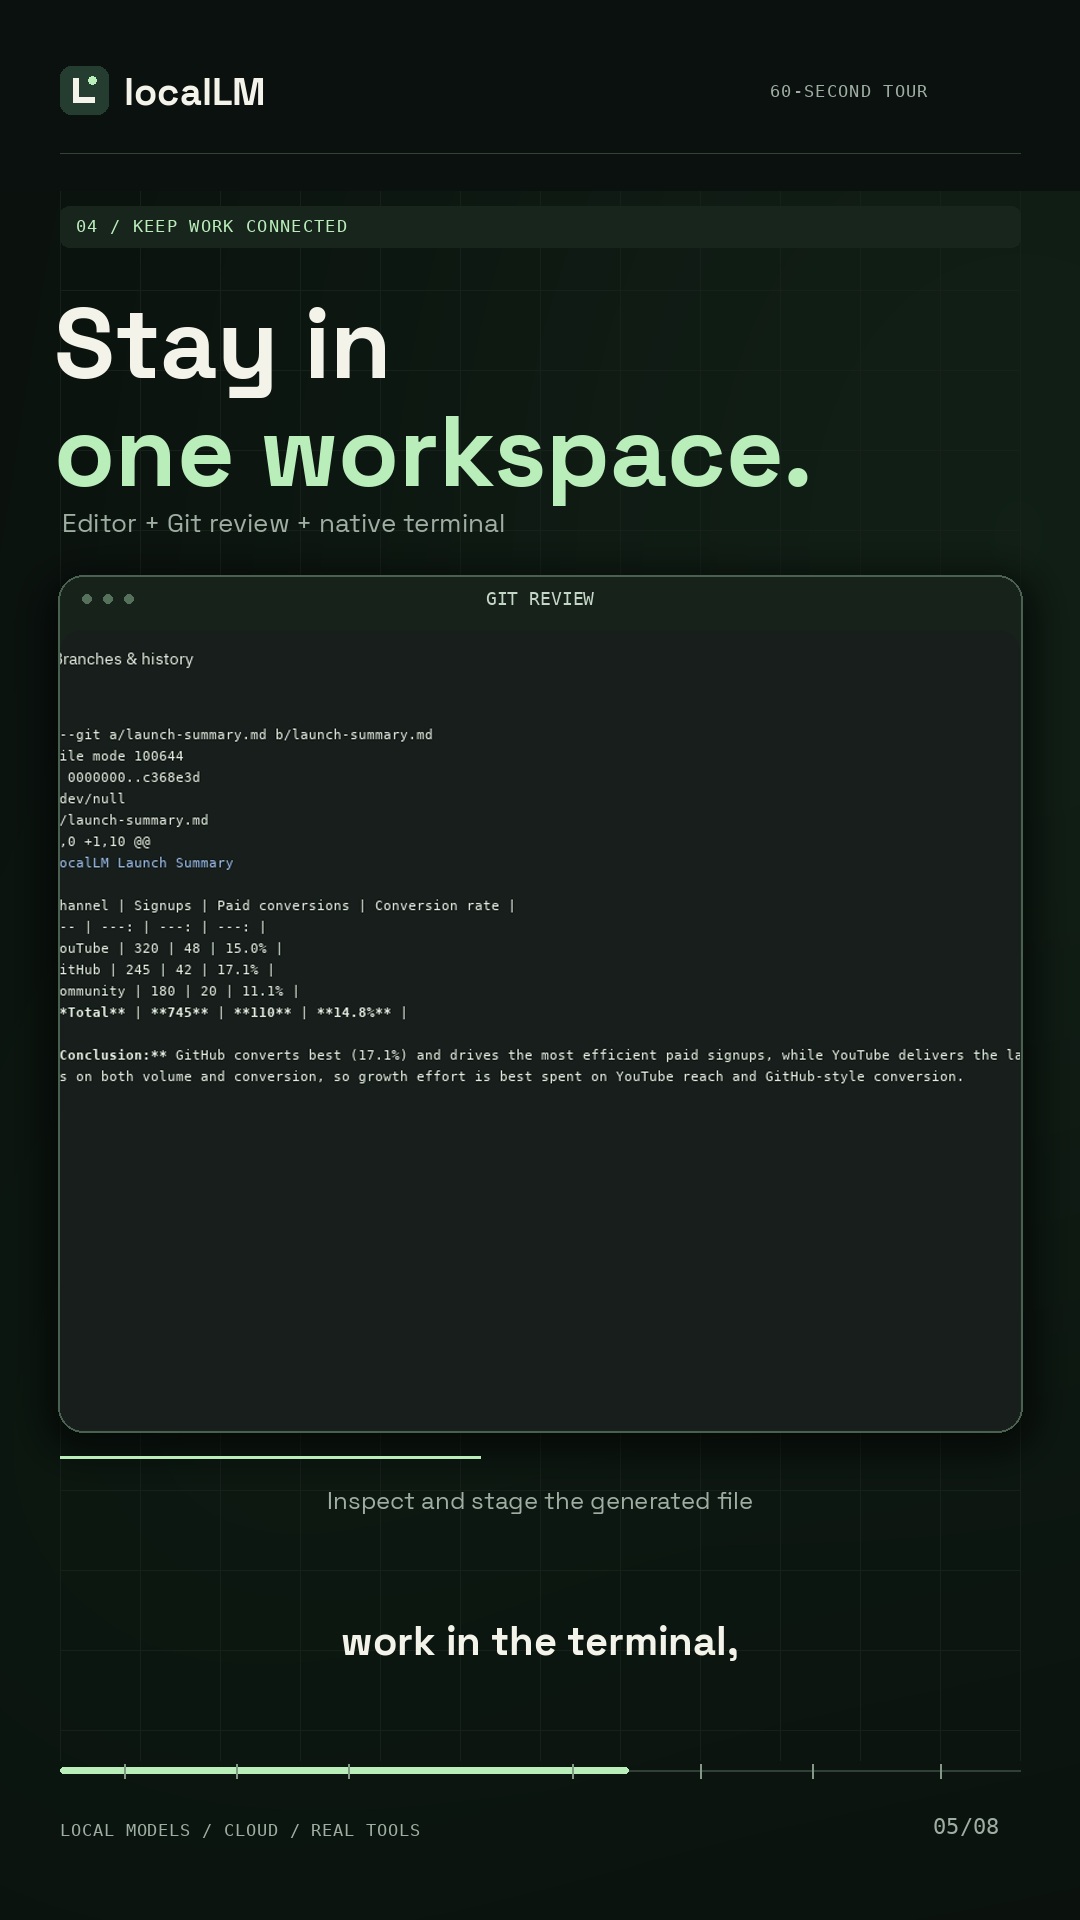 localLM
60-SECOND TOUR
04 / KEEP WORK CONNECTED
Stay in
one workspace.
Editor + Git review + native terminal
GIT REVIEW
Branches & history
--git a/launch-summary.md b/launch-summary.md
ile mode 100644
0000000..c368e3d
dev/null
/launch-summary.md
,0 +1,10 @@
ocalLM Launch Summary
hannel | Signups | Paid conversions | Conversion rate |
-- | ---: | ---: | ---: |
ouTube | 320 | 48 | 15.0% |
itHub | 245 | 42 | 17.1% |
ommunity | 180 | 20 | 11.1% |
*Total** | **745** | **110** | **14.8%** |
Conclusion:** GitHub converts best (17.1%) and drives the most efficient paid signups, while YouTube delivers the la
s on both volume and conversion, so growth effort is best spent on YouTube reach and GitHub-style conversion.
Inspect and stage the generated file
work in the terminal,
LOCAL MODELS / CLOUD / REAL TOOLS
05/08